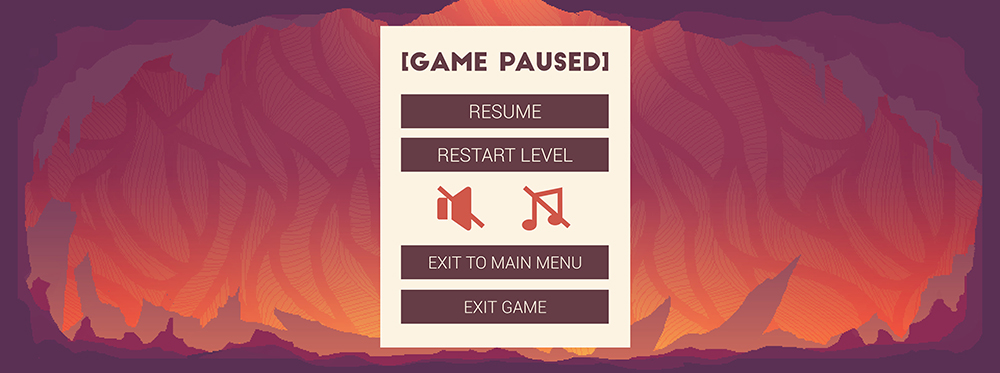 [GAME PAUSED]
RESUME
RESTART LEVEL
EXIT TO MAIN MENU
EXIT GAME